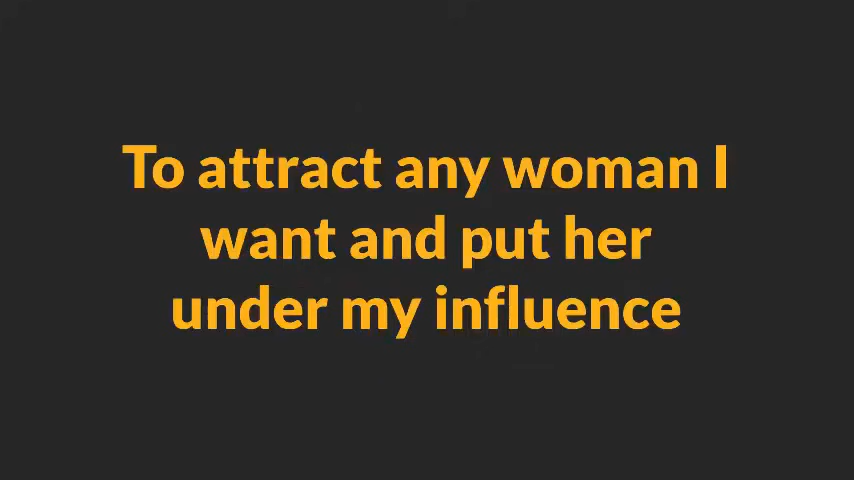 To attract any woman I
want and put her
under my influence